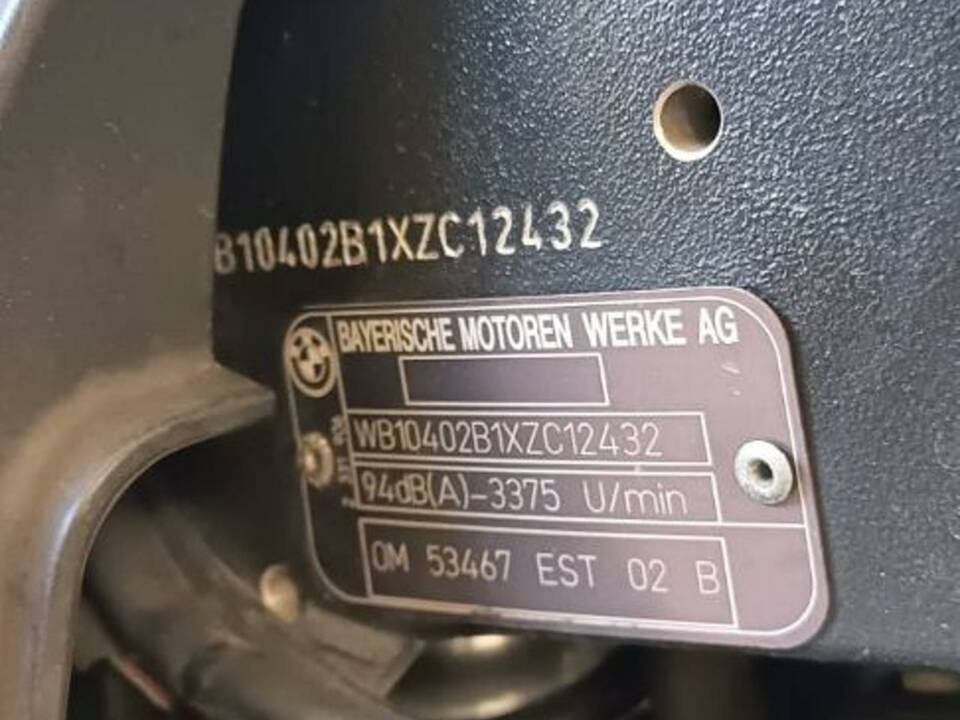 B10402B1XZC12432
BAYERISCHE MOTOREN WERKE AG
WB10402B1XZC12432
94dB(A)-3375 U/min
OM 53467 EST 02 B